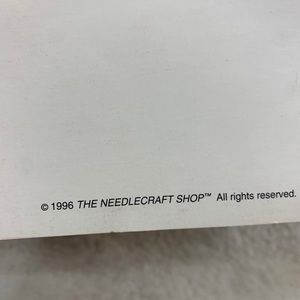 © 1996 THE NEEDLECRAFT SHOP™ All rights reserved.